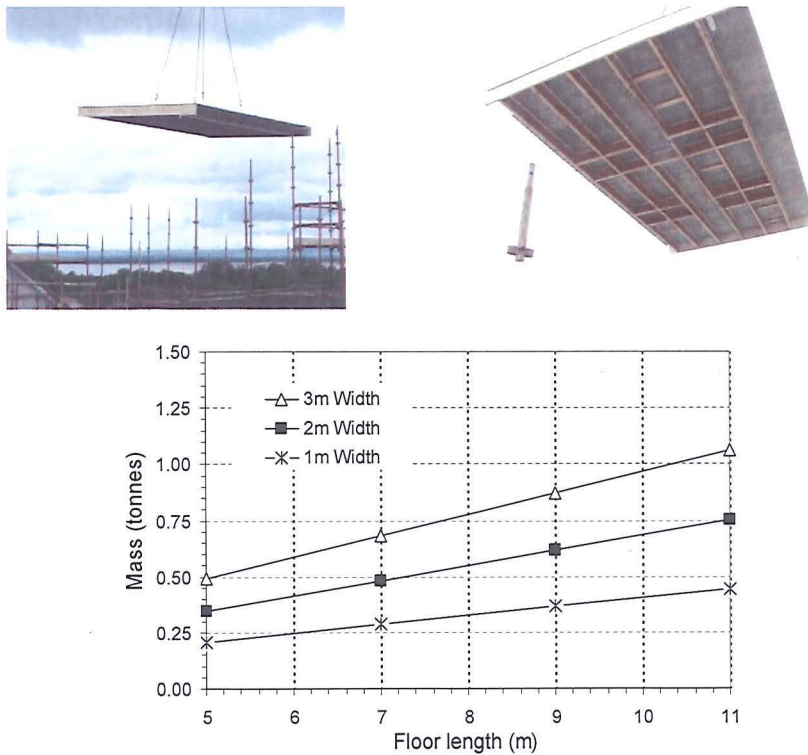 1.50
1.25
1.00
0.75
0.50
0.25
0.00
Mass (tonnes)
3m Width
2m Width
1m Width
5 6 7 8 9 10 11
Floor length (m)